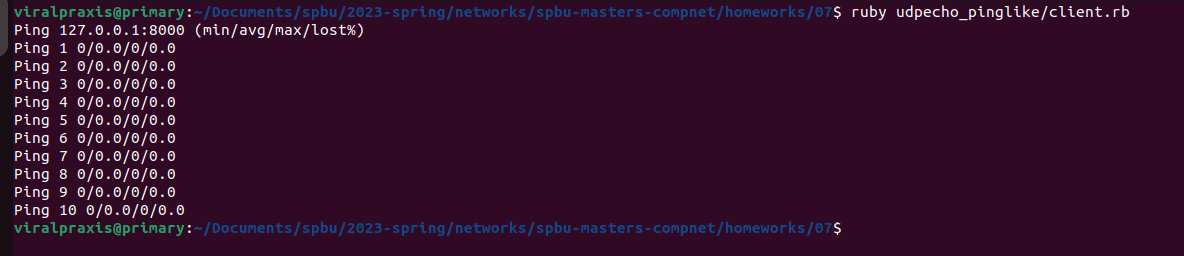 viralpraxis@primary:~/Documents/spbu/2023-spring/networks/spbu-masters-compnet/homeworks/07$ ruby udpecho_pinglike/client.rb
Ping 127.0.0.1:8000 (min/avg/max/lost%)
Ping 1 0/0.0/0/0.0
Ping 2 0/0.0/0/0.0
Ping 3 0/0.0/0/0.0
Ping 4 0/0.0/0/0.0
Ping 5 0/0.0/0/0.0
Ping 6 0/0.0/0/0.0
Ping 7 0/0.0/0/0.0
Ping 8 0/0.0/0/0.0
Ping 9 0/0.0/0/0.0
Ping 10 0/0.0/0/0.0
viralpraxis@primary:~/Documents/spbu/2023-spring/networks/spbu-masters-compnet/homeworks/07$